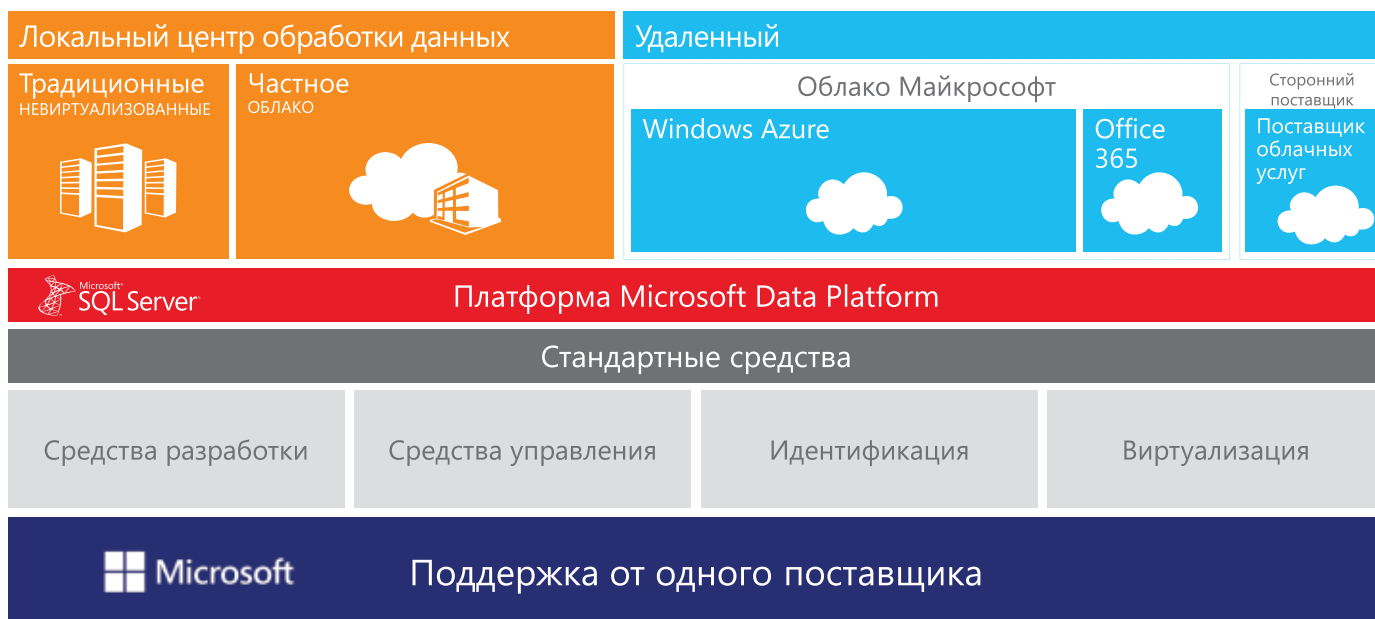 Локальный центр обработки данных
Удаленный
Традиционные
НЕВИРТУАЛИЗОВАННЫЕ
Частное
ОБЛАКО
Облако Майкрософт
Windows Azure
Office
365
Сторонний
поставщик
Поставщик
облачных
услуг
Microsoft®
SQL Server®
Платформа Microsoft Data Platform
Стандартные средства
Средства разработки
Средства управления
Идентификация
Виртуализация
Microsoft
Поддержка от одного поставщика